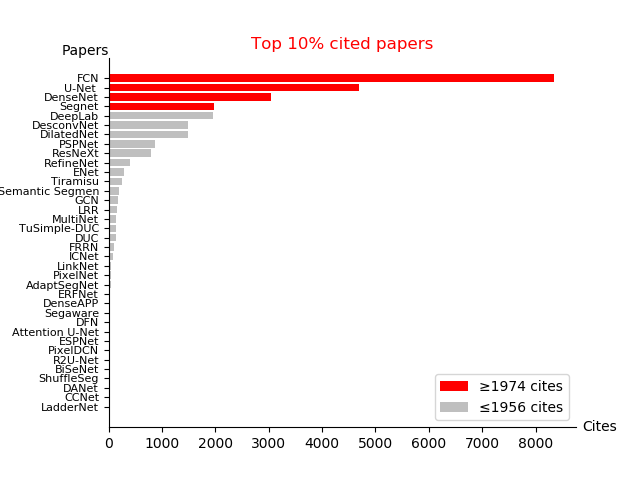 Top 10% cited papers
Papers
FCN
U-Net
DenseNet
Segnet
DeepLab
DesconvNet
DilatedNet
PSPNet
ResNeXt
RefineNet
ENet
Tiramisu
Semantic Segmen
GCN
LRR
MultiNet
TuSimple-DUC
DUC
FRRN
ICNet
LinkNet
PixelNet
AdaptSegNet
ERFNet
DenseAPP
Segaware
DFN
Attention U-Net
ESPNet
PixelDCN
R2U-Net
BiSeNet
ShuffleSeg
DANet
CCNet
LadderNet
≥1974 cites
≤1956 cites
0 1000 2000 3000 4000 5000 6000 7000 8000
Cites